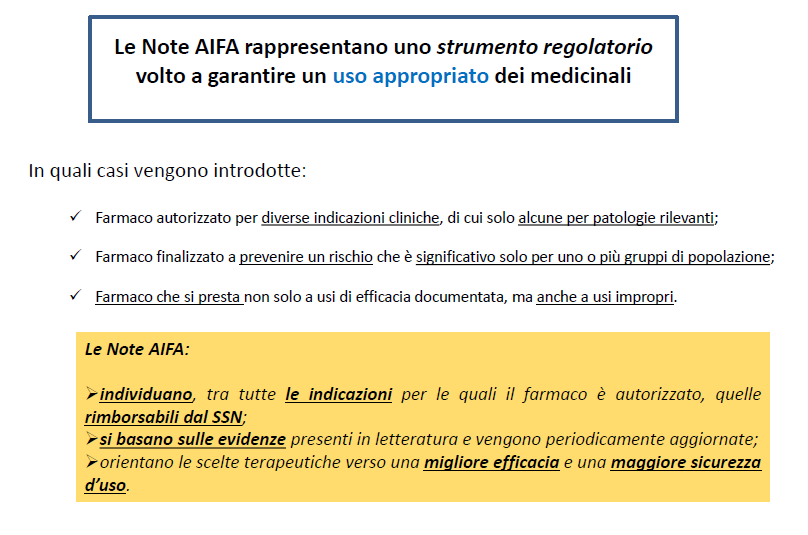 Le Note AIFA rappresentano uno strumento regolatorio
volto a garantire un uso appropriato dei medicinali
In quali casi vengono introdotte:
✓ Farmaco autorizzato per diverse indicazioni cliniche, di cui solo alcune per patologie rilevanti;
✓ Farmaco finalizzato a prevenire un rischio che è significativo solo per uno o più gruppi di popolazione;
✓ Farmaco che si presta non solo a usi di efficacia documentata, ma anche a usi impropri.
Le Note AIFA:
➢individuano, tra tutte le indicazioni per le quali il farmaco è autorizzato, quelle
rimborsabili dal SSN;
➢si basano sulle evidenze presenti in letteratura e vengono periodicamente aggiornate;
➢orientano le scelte terapeutiche verso una migliore efficacia e una maggiore sicurezza
d’uso.